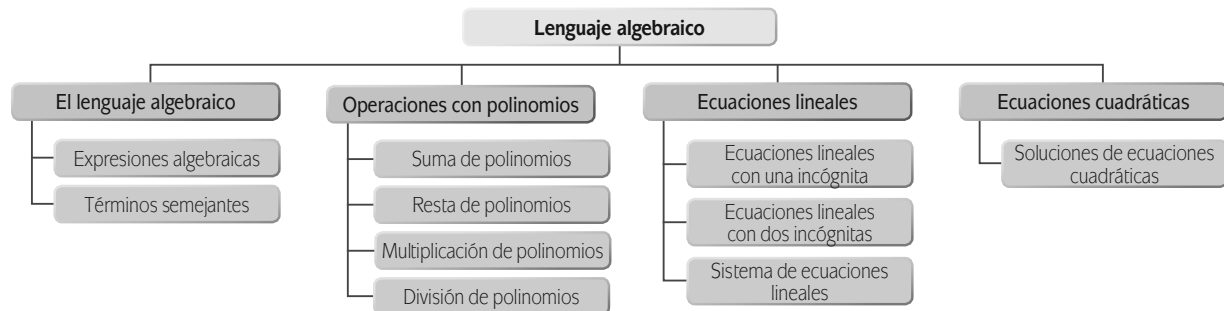 Lenguaje algebraico
El lenguaje algebraico
Expresiones algebraicas
Términos semejantes
Operaciones con polinomios
Suma de polinomios
Resta de polinomios
Multiplicación de polinomios
División de polinomios
Ecuaciones lineales
Ecuaciones lineales
con una incógnita
Ecuaciones lineales
con dos incógnitas
Sistema de ecuaciones
lineales
Ecuaciones cuadráticas
Soluciones de ecuaciones
cuadráticas